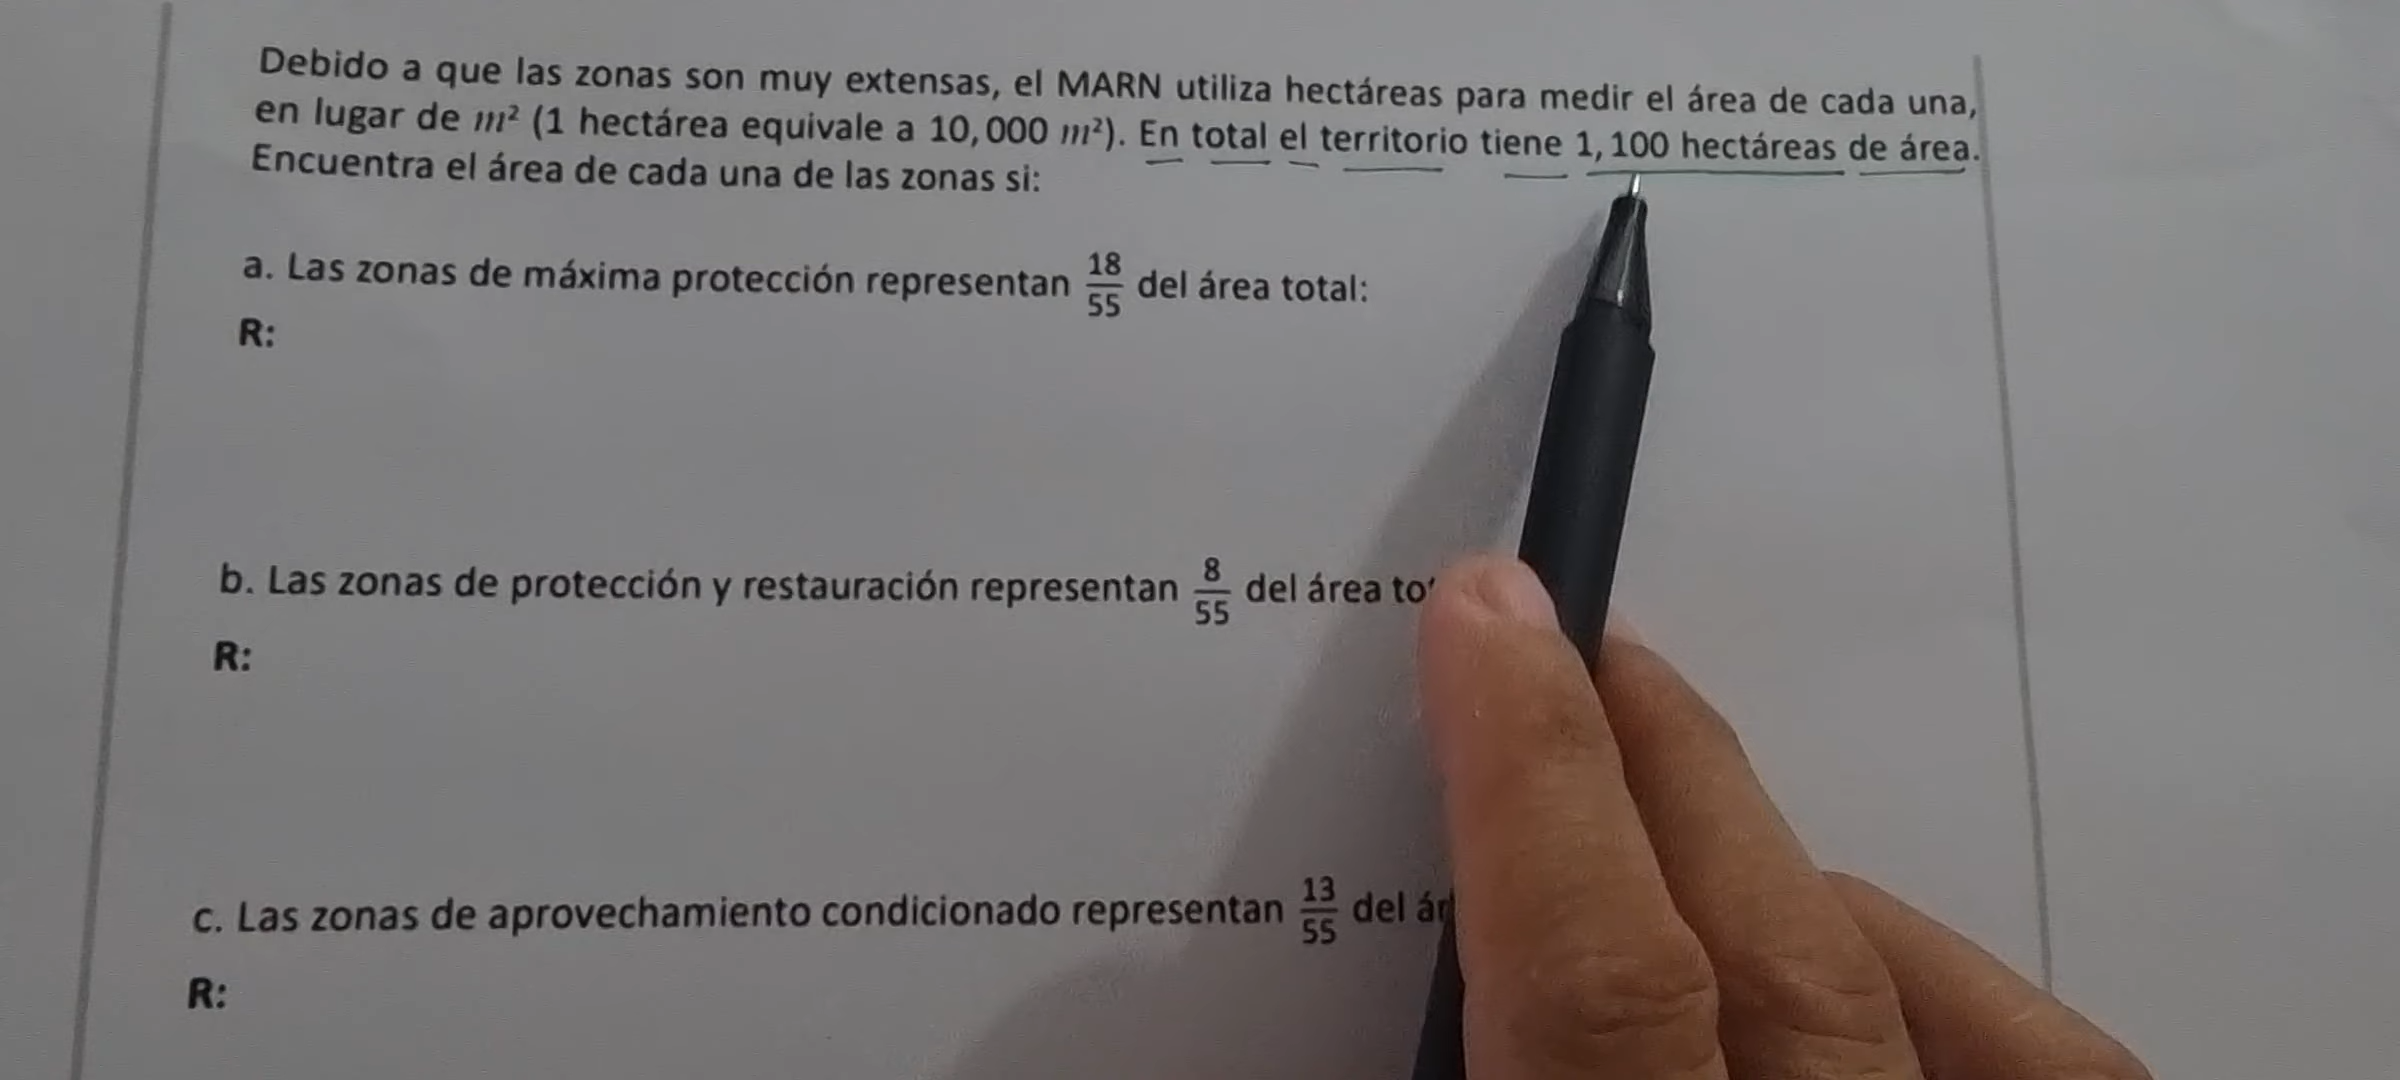 Debido a que las zonas son muy extensas, el MARN utiliza hectáreas para medir el área de cada una,
en lugar de m² (1 hectárea equivale a 10,000 m²). En total el territorio tiene 1,100 hectáreas de área.
Encuentra el área de cada una de las zonas si:
a. Las zonas de máxima protección representan 18/55 del área total:
R:
b. Las zonas de protección y restauración representan 8/55 del área
R:
c. Las zonas de aprovechamiento condicionado representan 13/55 del
R: